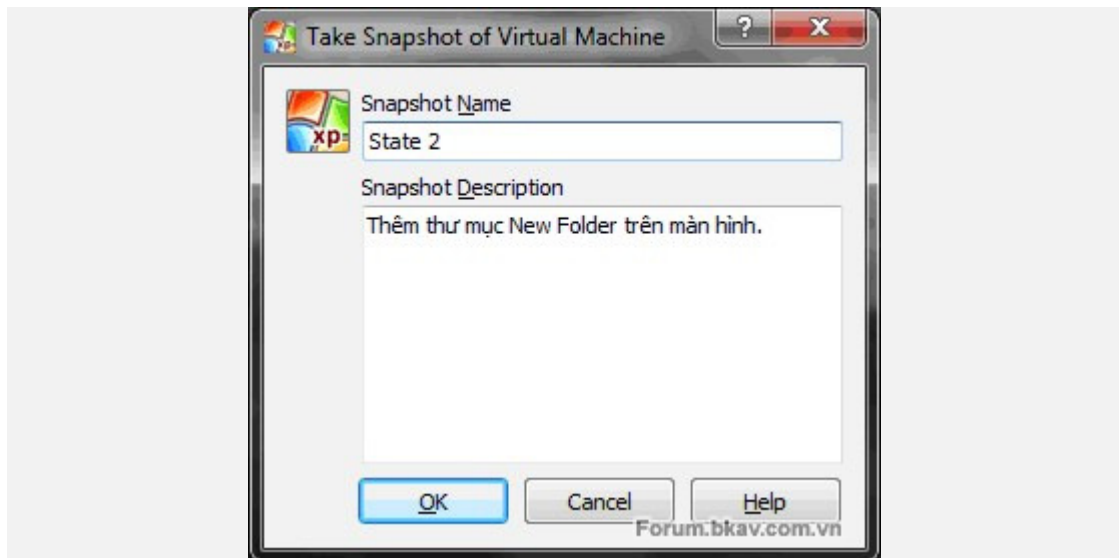 Take Snapshot of Virtual Machine
?
X
xp
Snapshot Name
State 2
Snapshot Description
Thêm thư mục New Folder trên màn hình.
OK
Cancel
Help
Forum.bkav.com.vn